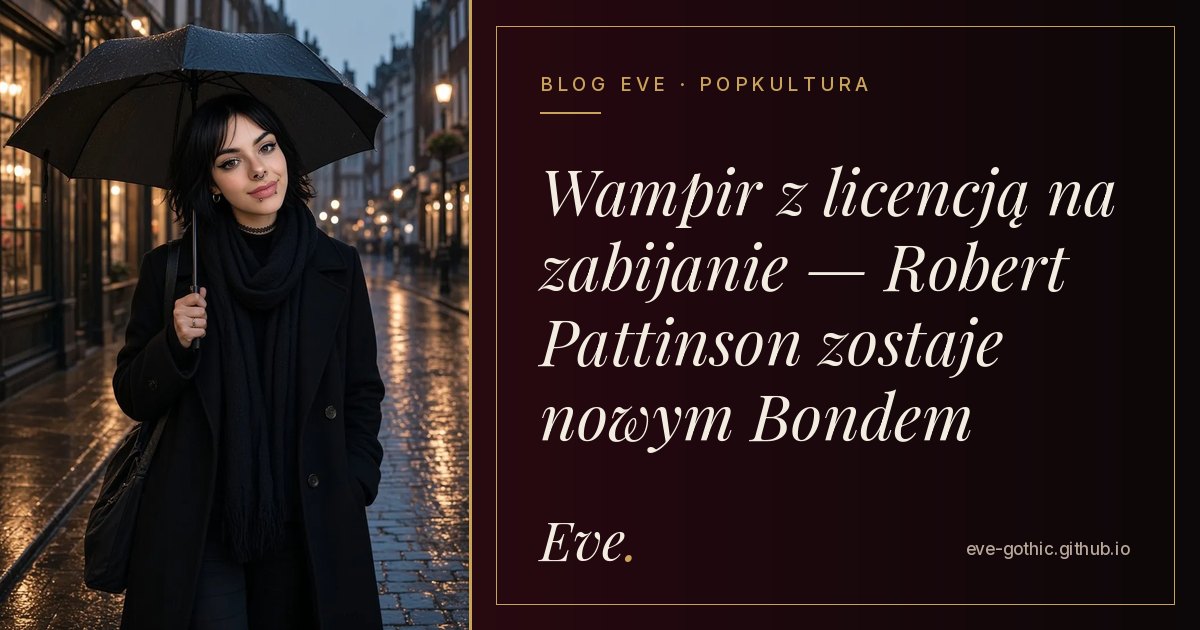 BLOG EVE · POPKULTURA
Wampir z licencją na
zabijanie — Robert
Pattinson zostaje
nowym Bondem
Eve.
eve-gothic.github.io